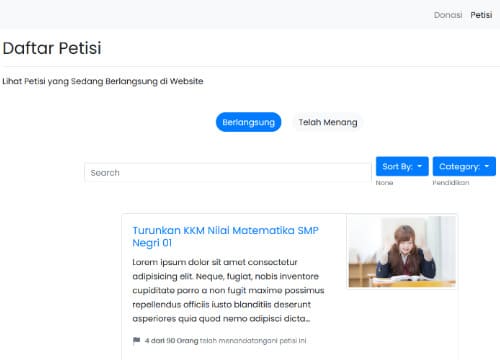 Donasi Petisi
Daftar Petisi
Lihat Petisi yang Sedang Berlangsung di Website
Berlangsung Telah Menang
Search Sort By: Category:
None Pendidikan
Turunkan KKM Nilai Matematika SMP
Negri 01
Lorem ipsum dolor sit amet consectetur
adipisicing elit. Neque, fugiat, nobis inventore
cupiditate porro a non fugit maxime possimus
repellendus officiis iusto blanditiis deserunt
asperiores quia quod nemo adipisci dicta...
4 dari 90 Orang telah menandatangani petisi ini